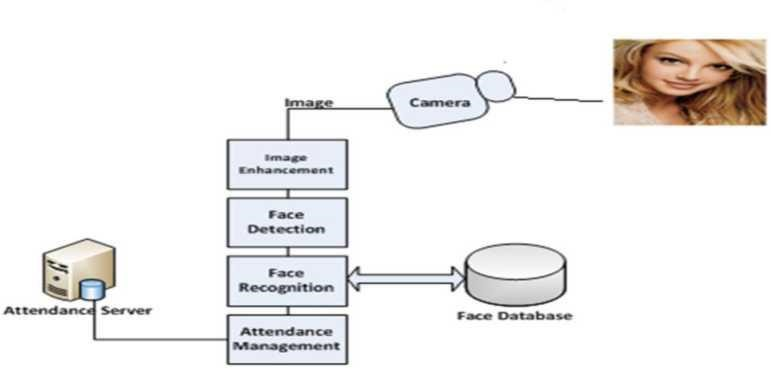 Image
Camera
Image
Enhancement
Face
Detection
Face
Recognition
Attendance Server
Face Database
Attendance
Management